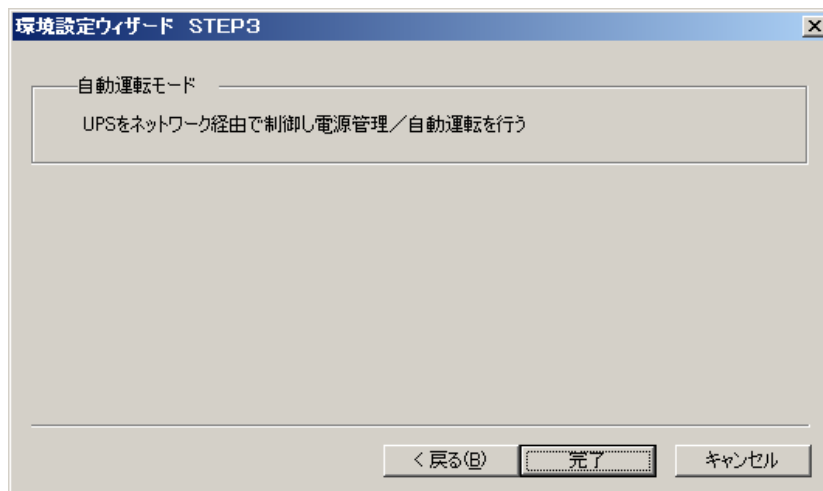 環境設定ウィザード STEP3
自動運転モード
UPSをネットワーク経由で制御し電源管理／自動運転を行う
< 戻る(B)
完了
キャンセル